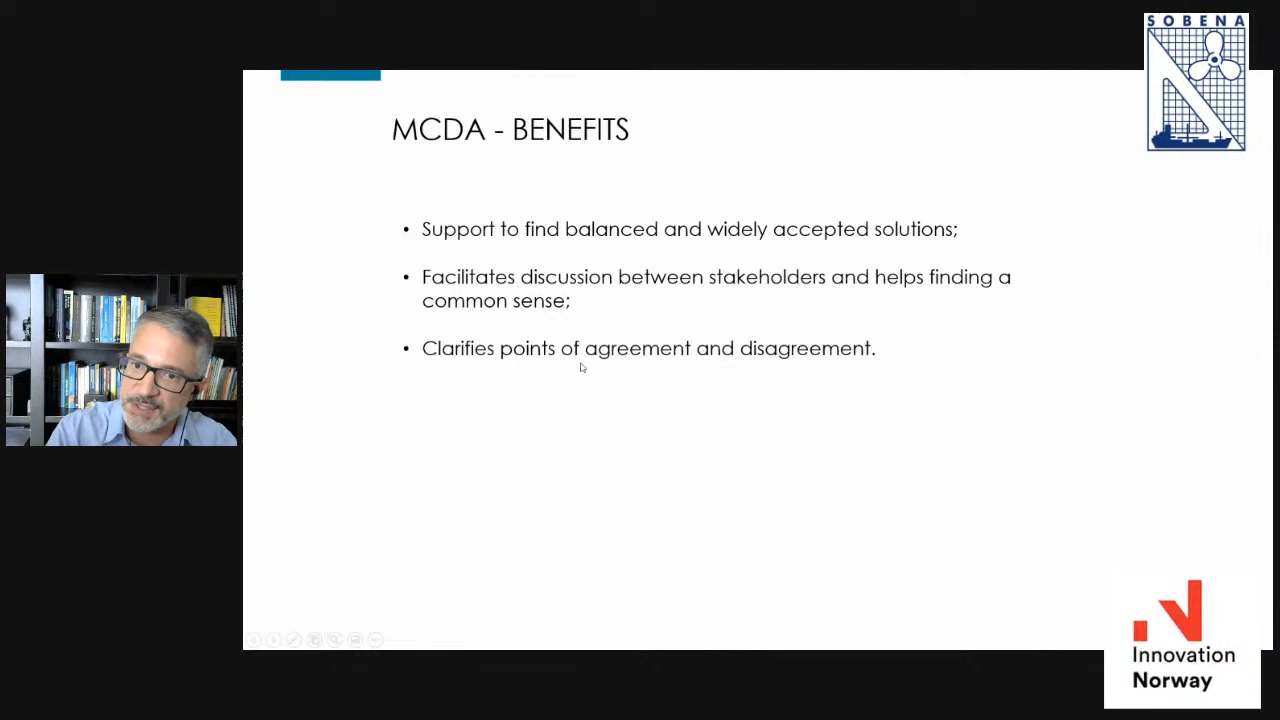 SOBENA
MCDA - BENEFITS
• Support to find balanced and widely accepted solutions;
• Facilitates discussion between stakeholders and helps finding a
common sense;
• Clarifies points of agreement and disagreement.
Innovation
Norway